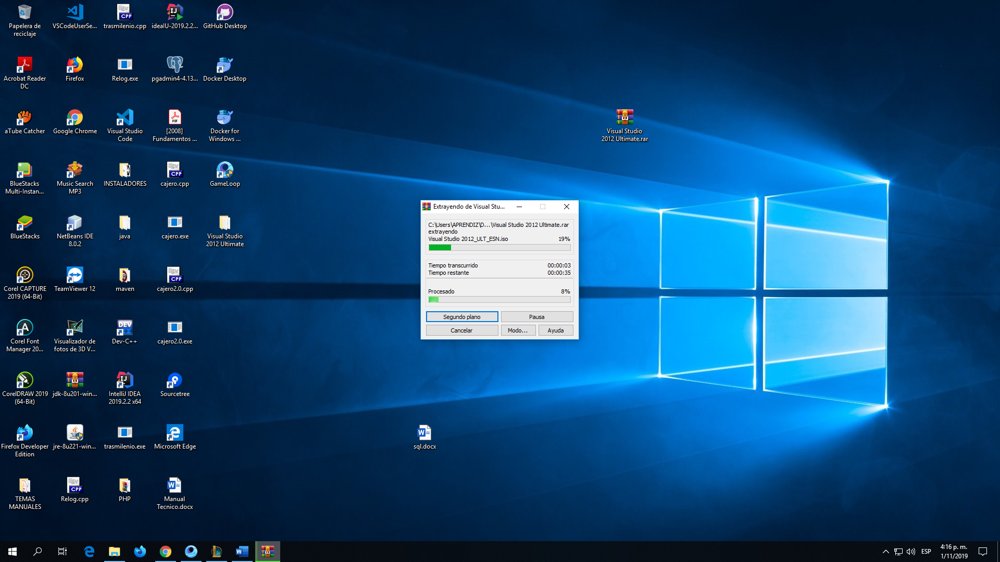 Papelera de
reciclaje
VSCodeUserSe...
trasmilenio.cpp
ideaIU-2019.2.2...
GitHub Desktop
Acrobat Reader
DC
Firefox
Relog.exe
pgadmin4-4.13...
Docker Desktop
aTube Catcher
Google Chrome
Visual Studio
Code
[2008]
Fundamentos ...
Docker for
Windows ...
Visual Studio
2012 Ultimate.rar
BlueStacks
Multi-Instan...
Music Search
MP3
INSTALADORES
cajero.cpp
GameLoop
BlueStacks
NetBeans IDE
8.0.2
java
cajero.exe
Visual Studio
2012 Ultimate
Corel CAPTURE
2019 (64-Bit)
TeamViewer 12
maven
cajero2.0.cpp
Corel Font
Manager 20...
Visualizador de
fotos de 3D V...
Dev-C++
cajero2.0.exe
CorelDRAW 2019
(64-Bit)
jdk-8u201-win...
IntelliJ IDEA
2019.2.2 x64
Sourcetree
Firefox Developer
Edition
jre-8u221-win...
trasmilenio.exe
Microsoft Edge
sql.docx
TEMAS
MANUALES
Relog.cpp
PHP
Manual
Tecnico.docx
Extrayendo de Visual Stu...
C:\Users\APRENDIZ\D...\Visual Studio 2012 Ultimate.rar
extrayendo
Visual Studio 2012_ULT_ESN.iso 19%
Tiempo transcurrido 00:00:03
Tiempo restante 00:00:35
Procesado 8%
Segundo plano Pausa
Cancelar Modo... Ayuda
ESP
4:16 p. m.
1/11/2019